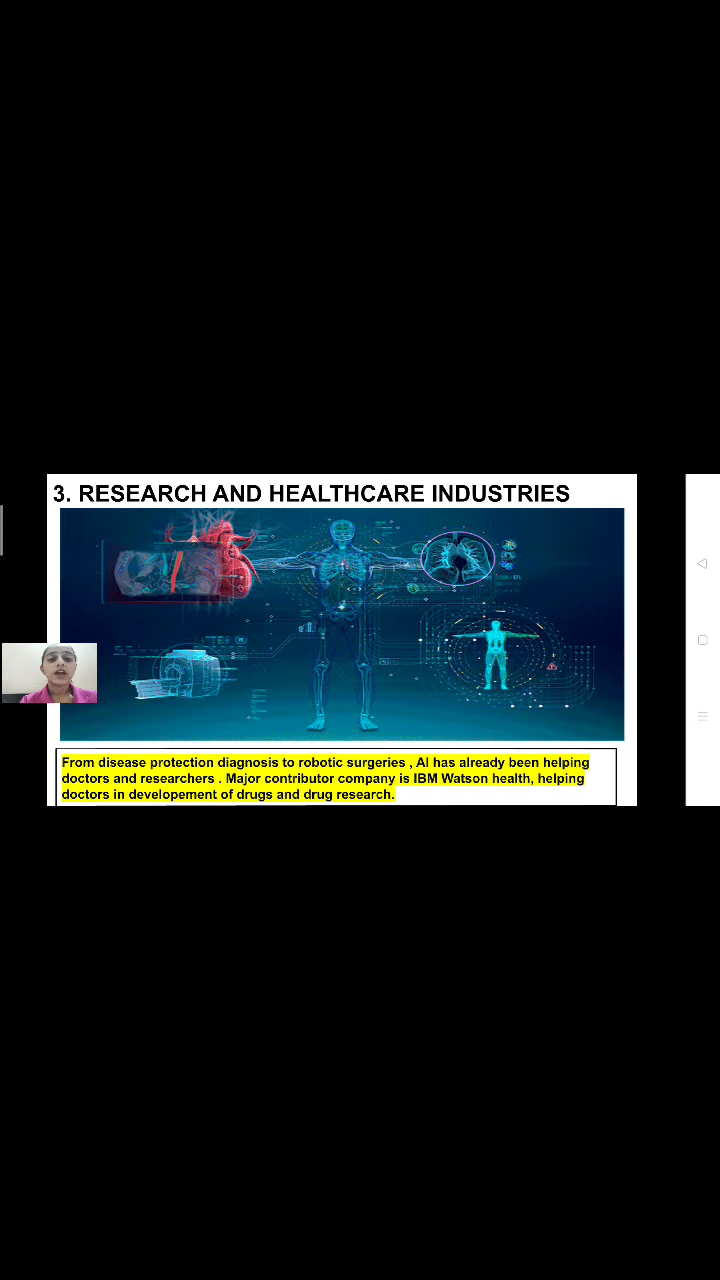 3. RESEARCH AND HEALTHCARE INDUSTRIES
From disease protection diagnosis to robotic surgeries , AI has already been helping
doctors and researchers . Major contributor company is IBM Watson health, helping
doctors in developement of drugs and drug research.